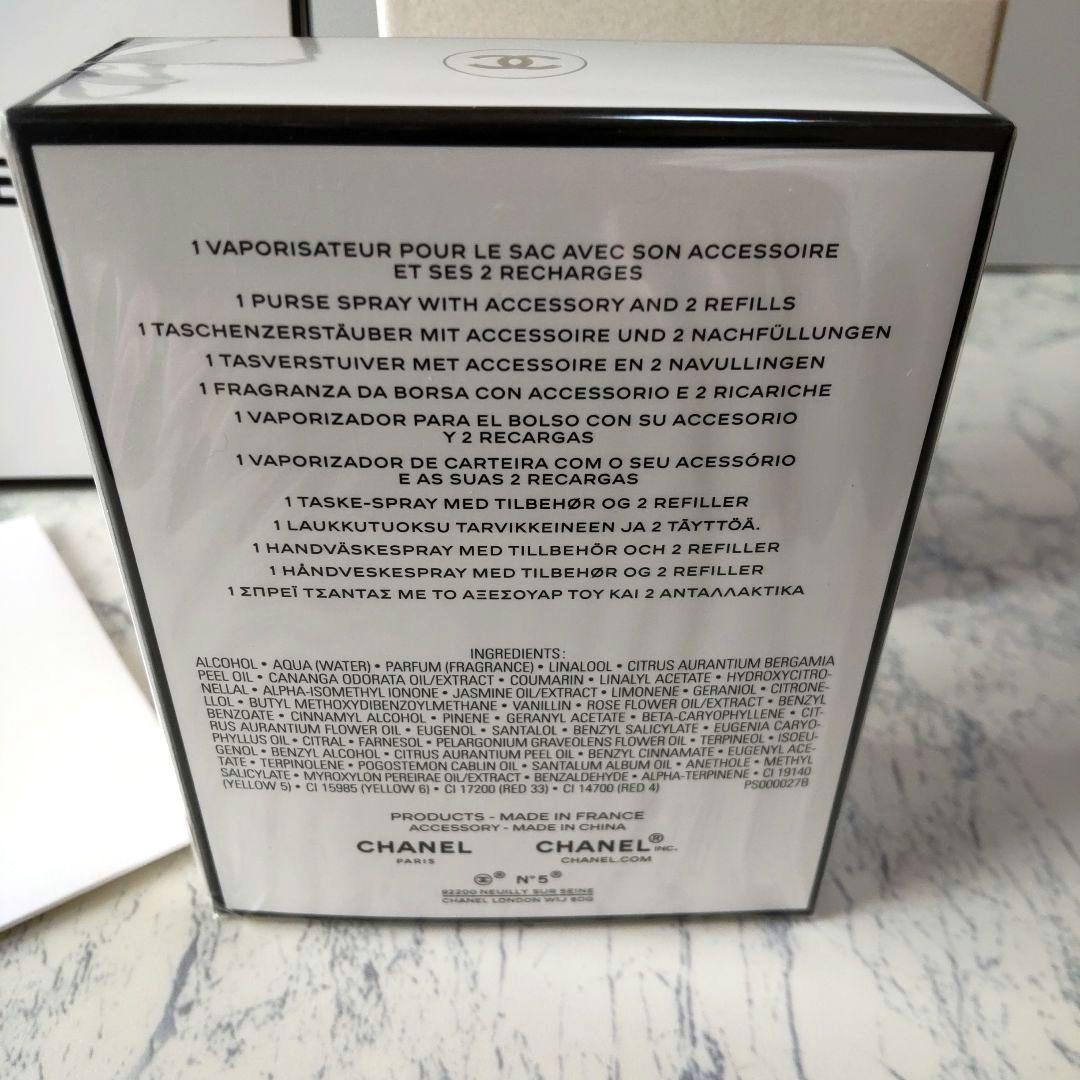 1 VAPORISATEUR POUR LE SAC AVEC SON ACCESSOIRE
ET SES 2 RECHARGES
1 PURSE SPRAY WITH ACCESSORY AND 2 REFILLS
1 TASCHENZERSTÄUBER MIT ACCESSOIRE UND 2 NACHFÜLLUNGEN
1 TASVERSTUIVER MET ACCESSOIRE EN 2 NAVULLINGEN
1 FRAGRANZA DA BORSA CON ACCESSORIO E 2 RICARICHE
1 VAPORIZADOR PARA EL BOLSO CON SU ACCESORIO
Y 2 RECARGAS
1 VAPORIZADOR DE CARTEIRA COM O SEU ACESSÓRIO
E AS SUAS 2 RECARGAS
1 TASKE-SPRAY MED TILBEHØR OG 2 REFILLER
1 LAUKKUTUOKSU TARVIKKEINEEN JA 2 TÄYTTÖÄ.
1 HANDVÄSKESPRAY MED TILLBEHÖR OCH 2 REFILLER
1 HÅNDVESKESPRAY MED TILBEHØR OG 2 REFILLER
1 ΣΠΡΕΪ ΤΣΑΝΤΑΣ ΜΕ ΤΟ ΑΞΕΣΟΥΑΡ ΤΟΥ ΚΑΙ 2 ΑΝΤΑΛΛΑΚΤΙΚΑ
INGREDIENTS:
ALCOHOL • AQUA (WATER) • PARFUM (FRAGRANCE) • LINALOOL • CITRUS AURANTIUM BERGAMIA
PEEL OIL • CANANGA ODORATA OIL/EXTRACT • COUMARIN • LINALYL ACETATE • HYDROXYCITRO-
NELLAL • ALPHA-ISOMETHYL IONONE • JASMINE OIL/EXTRACT • LIMONENE • GERANIOL • CITRONE-
LLOL • BUTYL METHOXYDIBENZOYLMETHANE • VANILLIN • ROSE FLOWER OIL/EXTRACT • BENZYL
BENZOATE • CINNAMYL ALCOHOL • PINENE • GERANYL ACETATE • BETA-CARYOPHYLLENE • CIT-
RUS AURANTIUM FLOWER OIL • EUGENOL • SANTALOL • BENZYL SALICYLATE • EUGENIA CARYO-
PHYLLUS OIL • CITRAL • FARNESOL • PELARGONIUM GRAVEOLENS FLOWER OIL • TERPINEOL • ISOEU-
GENOL • BENZYL ALCOHOL • CITRUS AURANTIUM PEEL OIL • BENZYL CINNAMATE • EUGENYL ACE-
TATE • TERPINOLENE • POGOSTEMON CABLIN OIL • SANTALUM ALBUM OIL • ANETHOLE • METHYL
SALICYLATE • MYROXYLON PEREIRAE OIL/EXTRACT • BENZALDEHYDE • ALPHA-TERPINENE • CI 19140
(YELLOW 5) • CI 15985 (YELLOW 6) • CI 17200 (RED 33) • CI 14700 (RED 4) PS000027B
PRODUCTS - MADE IN FRANCE
ACCESSORY - MADE IN CHINA
CHANEL CHANEL® INC.
PARIS CHANEL.COM
® N°5®
92200 NEUILLY SUR SEINE
CHANEL LONDON W1J 6DG